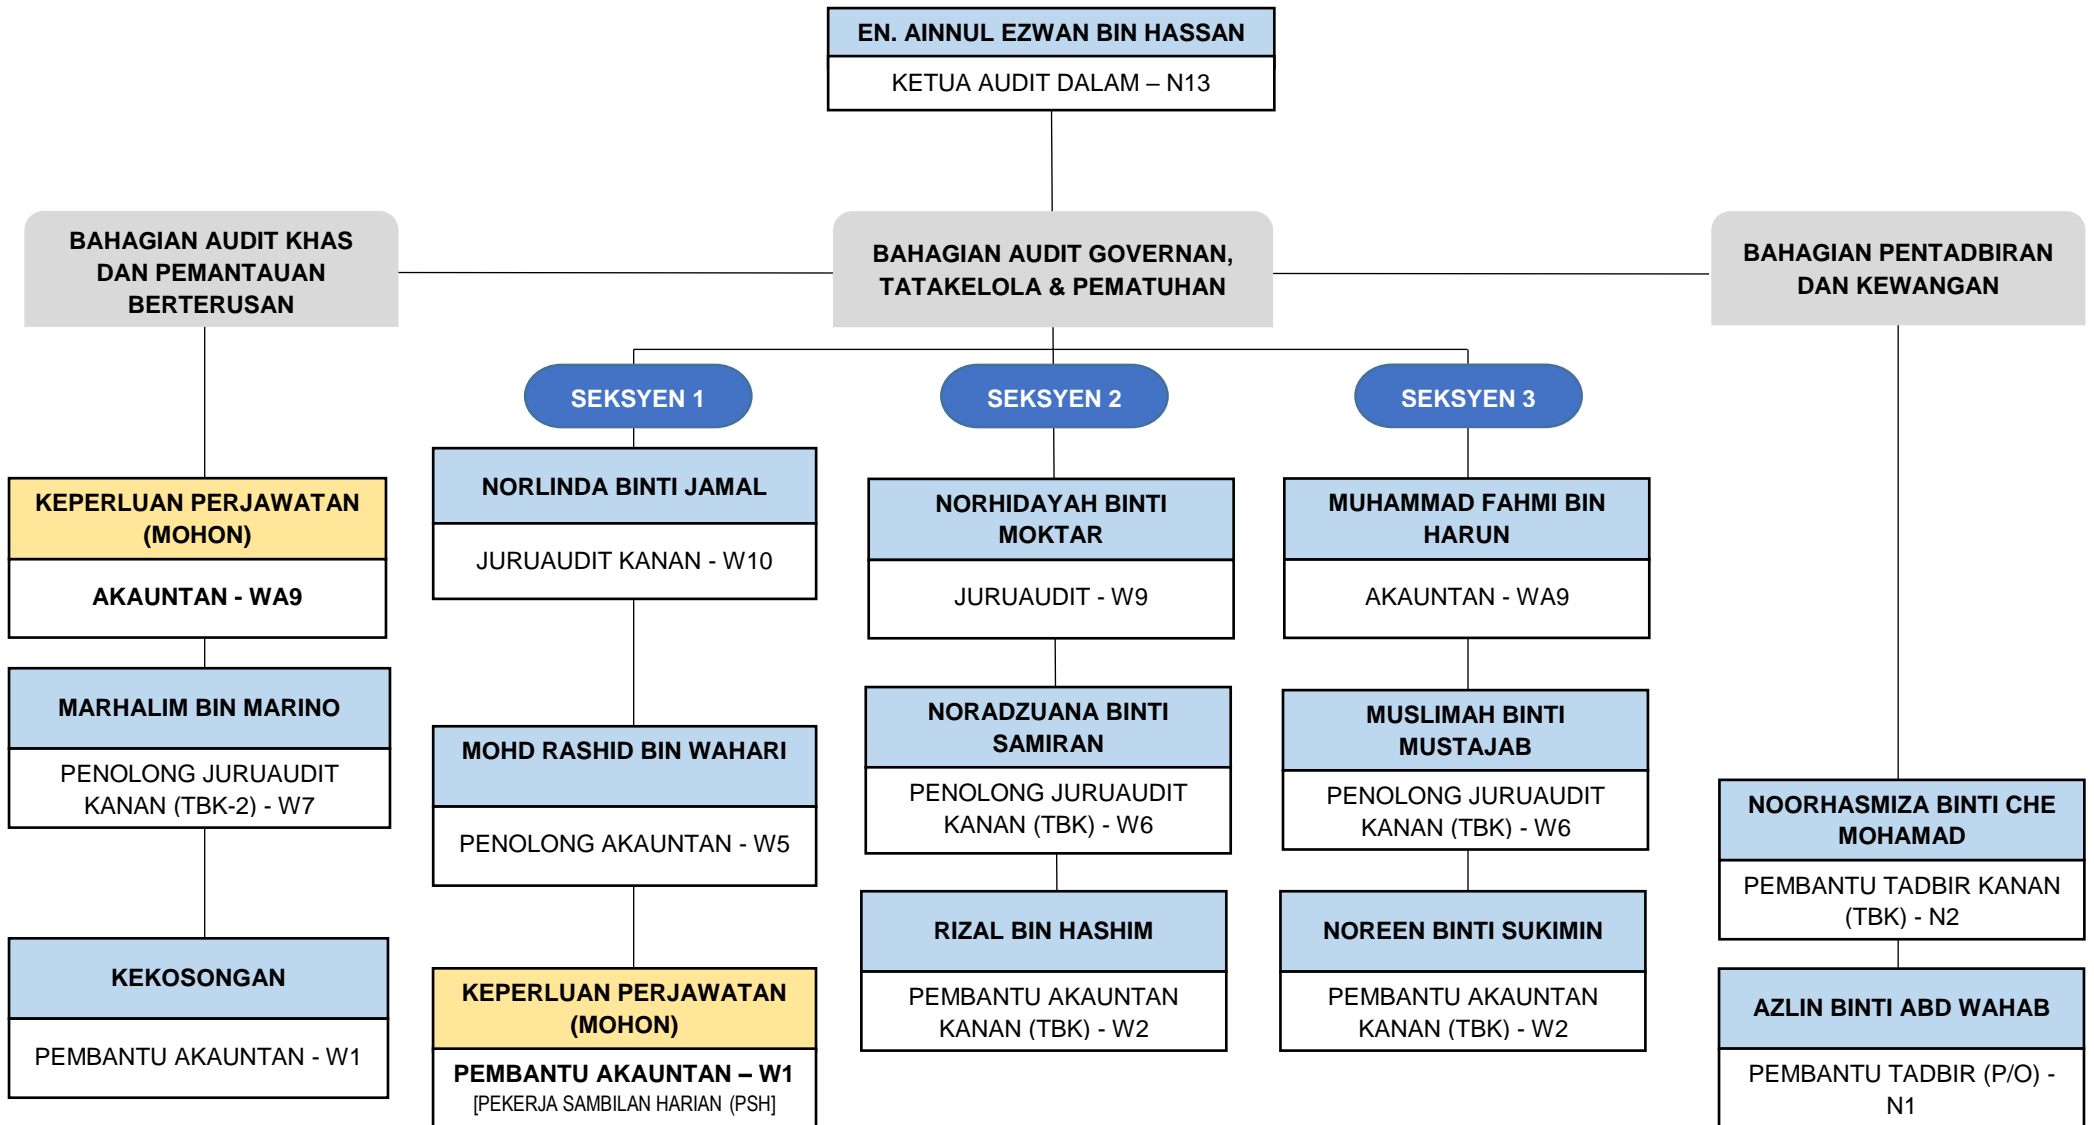 EN. AINNUL EZWAN BIN HASSAN
KETUA AUDIT DALAM – N13
BAHAGIAN AUDIT KHAS
DAN PEMANTAUAN
BERTERUSAN
BAHAGIAN AUDIT GOVERNAN,
TATAKELOLA & PEMATUHAN
BAHAGIAN PENTADBIRAN
DAN KEWANGAN
SEKSYEN 1
SEKSYEN 2
SEKSYEN 3
KEPERLUAN PERJAWATAN
(MOHON)
AKAUNTAN - WA9
MARHALIM BIN MARINO
PENOLONG JURUAUDIT
KANAN (TBK-2) - W7
KEKOSONGAN
PEMBANTU AKAUNTAN - W1
NORLINDA BINTI JAMAL
JURUAUDIT KANAN - W10
MOHD RASHID BIN WAHARI
PENOLONG AKAUNTAN - W5
KEPERLUAN PERJAWATAN
(MOHON)
PEMBANTU AKAUNTAN – W1
[PEKERJA SAMBILAN HARIAN (PSH]
NORHIDAYAH BINTI
MOKTAR
JURUAUDIT - W9
NORADZUANA BINTI
SAMIRAN
PENOLONG JURUAUDIT
KANAN (TBK) - W6
RIZAL BIN HASHIM
PEMBANTU AKAUNTAN
KANAN (TBK) - W2
MUHAMMAD FAHMI BIN
HARUN
AKAUNTAN - WA9
MUSLIMAH BINTI
MUSTAJAB
PENOLONG JURUAUDIT
KANAN (TBK) - W6
NOREEN BINTI SUKIMIN
PEMBANTU AKAUNTAN
KANAN (TBK) - W2
NOORHASMIZA BINTI CHE
MOHAMAD
PEMBANTU TADBIR KANAN
(TBK) - N2
AZLIN BINTI ABD WAHAB
PEMBANTU TADBIR (P/O) -
N1